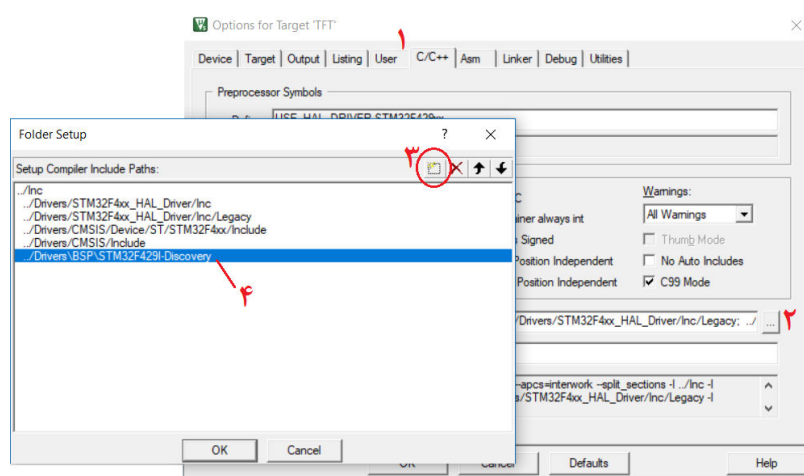 Options for Target 'TFT'
۱
Device Target Output Listing User C/C++ Asm Linker Debug Utilities
Preprocessor Symbols
USE_HAL_DRIVER,STM32F429xx
Folder Setup
?
۳
Setup Compiler Include Paths:
../Inc
../Drivers/STM32F4xx_HAL_Driver/Inc
../Drivers/STM32F4xx_HAL_Driver/Inc/Legacy
../Drivers/CMSIS/Device/ST/STM32F4xx/Include
../Drivers/CMSIS/Include
../Drivers\BSP\STM32F429I-Discovery
۴
OK Cancel
Warnings:
iner always int
All Warnings
Signed
Thumb Mode
Position Independent
No Auto Includes
Position Independent
C99 Mode
/Drivers/STM32F4xx_HAL_Driver/Inc/Legacy; ../
...
۲
-apcs=interwork --split_sections -I ../Inc -I
s/STM32F4xx_HAL_Driver/Inc/Legacy -I
OK Cancel Defaults Help